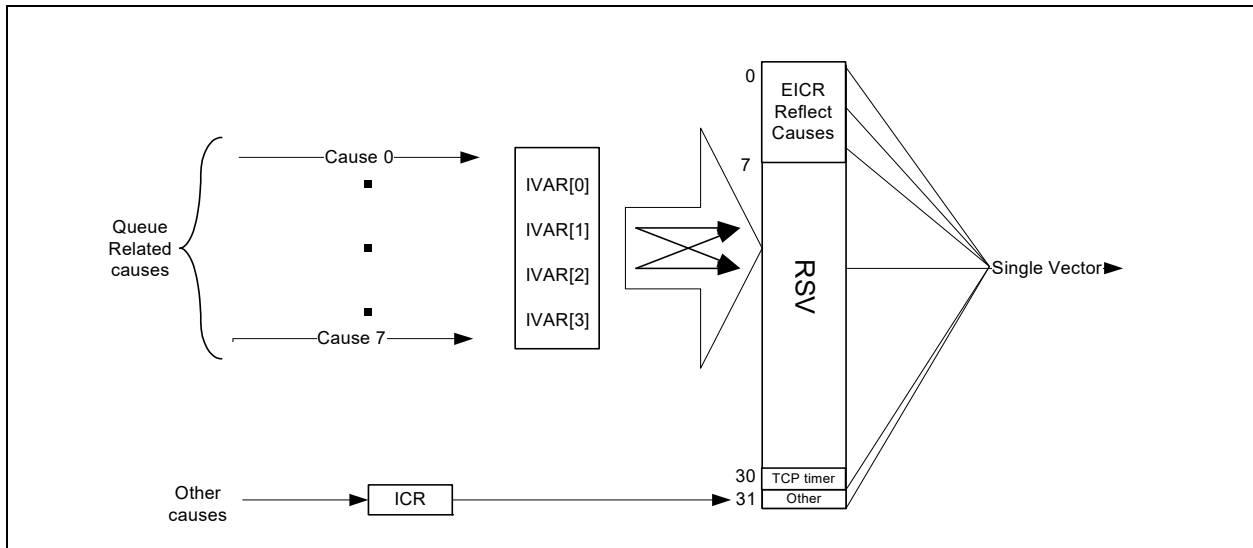 0
EICR
Reflect
Causes
7
Cause 0
IVAR[0]
IVAR[1]
IVAR[2]
IVAR[3]
Queue
Related
causes
Cause 7
RSV
Single Vector
30
TCP timer
31
Other
Other
causes
ICR